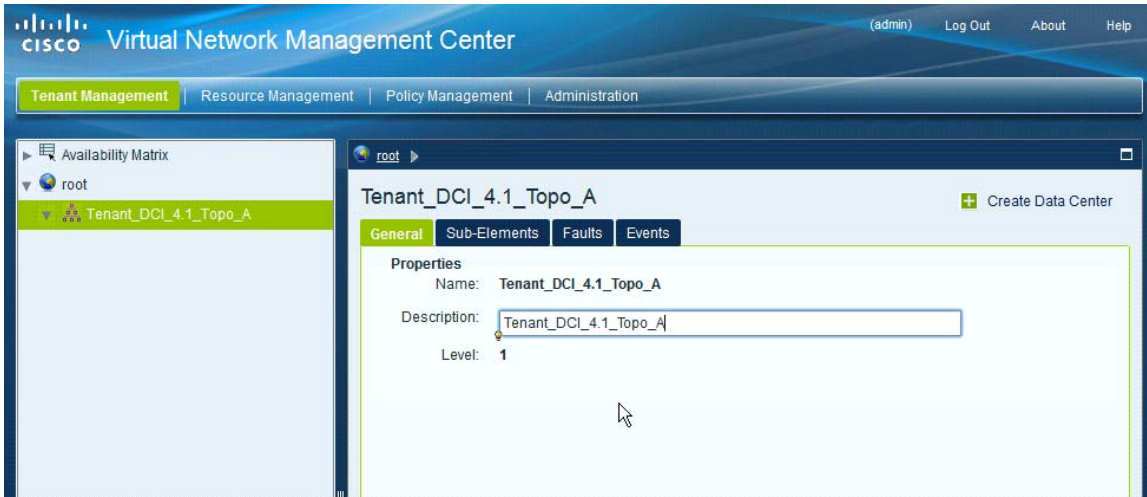 CISCO Virtual Network Management Center
(admin) Log Out About Help
Tenant Management | Resource Management | Policy Management | Administration
Availability Matrix
root
Tenant_DCI_4.1_Topo_A
root
Tenant_DCI_4.1_Topo_A
Create Data Center
General Sub-Elements Faults Events
Properties
Name: Tenant_DCI_4.1_Topo_A
Description: Tenant_DCI_4.1_Topo_A
Level: 1